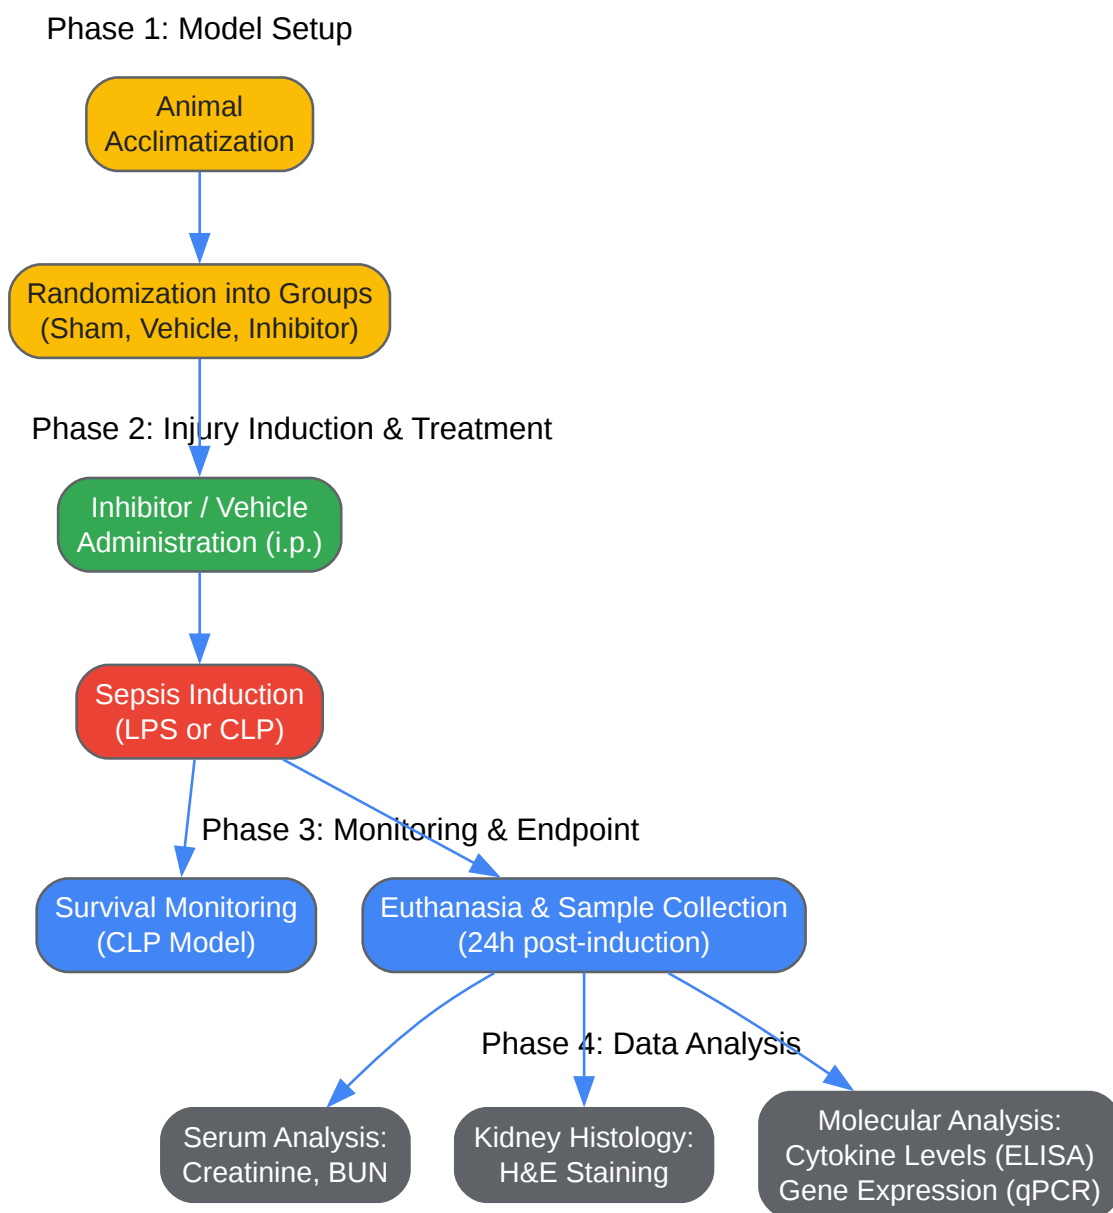 Phase 1: Model Setup
Animal
Acclimatization
Randomization into Groups
(Sham, Vehicle, Inhibitor)
Phase 2: Injury Induction & Treatment
Inhibitor / Vehicle
Administration (i.p.)
Sepsis Induction
(LPS or CLP)
Phase 3: Monitoring & Endpoint
Survival Monitoring
(CLP Model)
Euthanasia & Sample Collection
(24h post-induction)
Phase 4: Data Analysis
Serum Analysis:
Creatinine, BUN
Kidney Histology:
H&E Staining
Molecular Analysis:
Cytokine Levels (ELISA)
Gene Expression (qPCR)